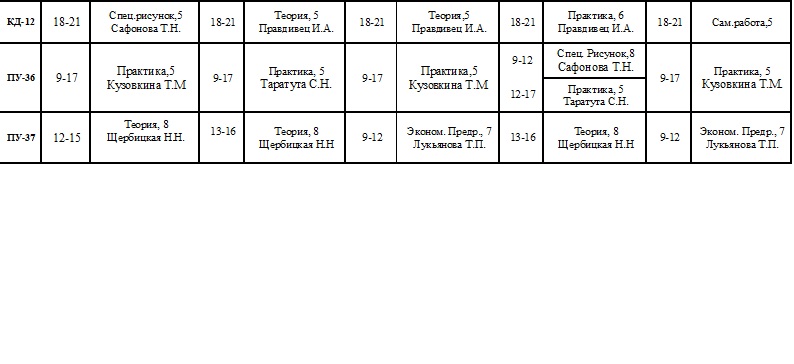 КД-12 18-21 Спец.рисунок,5 18-21 Теория, 5 18-21 Теория,5 18-21 Практика, 6 18-21 Сам.работа,5
Сафонова Т.Н. Правдивец И.А. Правдивец И.А. Правдивец И.А.
ПУ-36 9-17 Практика,5 9-17 Практика, 5 9-17 Практика,5 9-12 Спец. Рисунок,8 9-17 Практика, 5
Кузовкина Т.М Таратута С.Н. Кузовкина Т.М Сафонова Т.Н. Кузовкина Т.М.
12-17 Практика, 5
Таратута С.Н.
ПУ-37 12-15 Теория, 8 13-16 Теория, 8 9-12 Эконом. Предр., 7 13-16 Теория, 8 9-12 Эконом. Предр., 7
Щербицкая Н.Н. Щербицкая Н.Н Лукьянова Т.П. Щербицкая Н.Н Лукьянова Т.П.